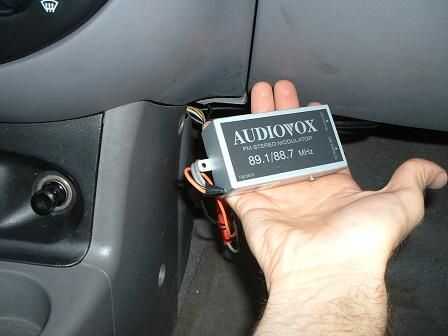 AUDIOVOX
FM STEREO MODULATOR
89.1/88.7 MHz